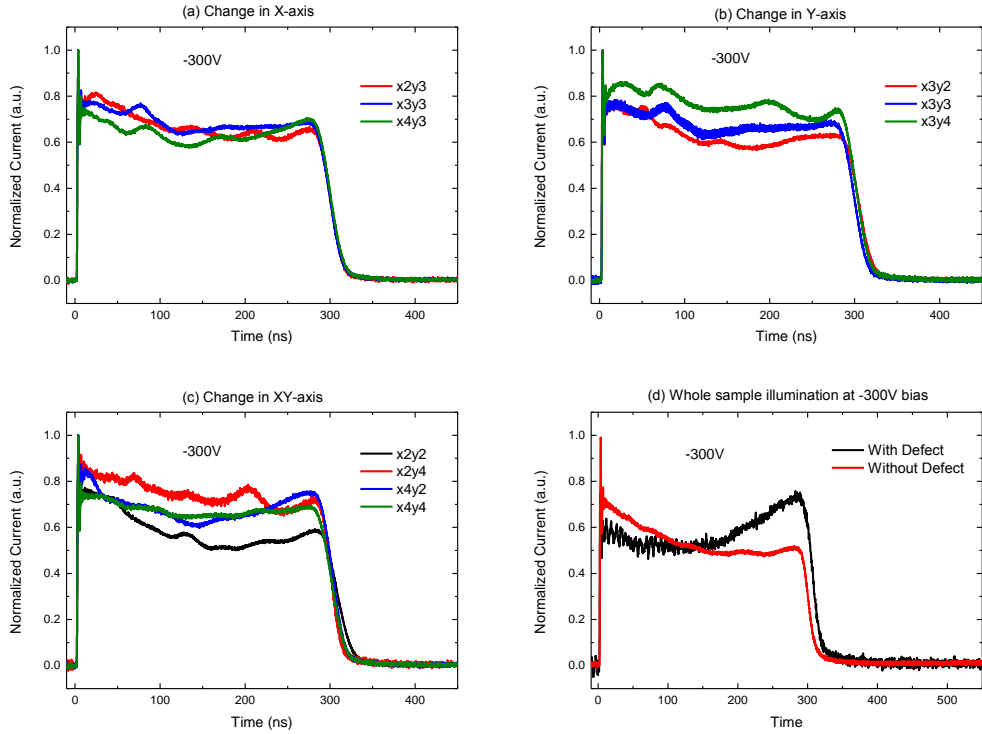 (a) Change in X-axis
-300V
x2y3
x3y3
x4y3
Normalized Current (a.u.)
1.0
0.8
0.6
0.4
0.2
0.0
0 100 200 300 400
Time (ns)
(b) Change in Y-axis
-300V
x3y2
x3y3
x3y4
Normalized Current (a.u.)
1.0
0.8
0.6
0.4
0.2
0.0
0 100 200 300 400
Time (ns)
(c) Change in XY-axis
-300V
x2y2
x2y4
x4y2
x4y4
Normalized Current (a.u.)
1.0
0.8
0.6
0.4
0.2
0.0
0 100 200 300 400
Time (ns)
(d) Whole sample illumination at -300V bias
-300V
With Defect
Without Defect
Normalized Current (a.u.)
1.0
0.8
0.6
0.4
0.2
0.0
0 100 200 300 400 500
Time